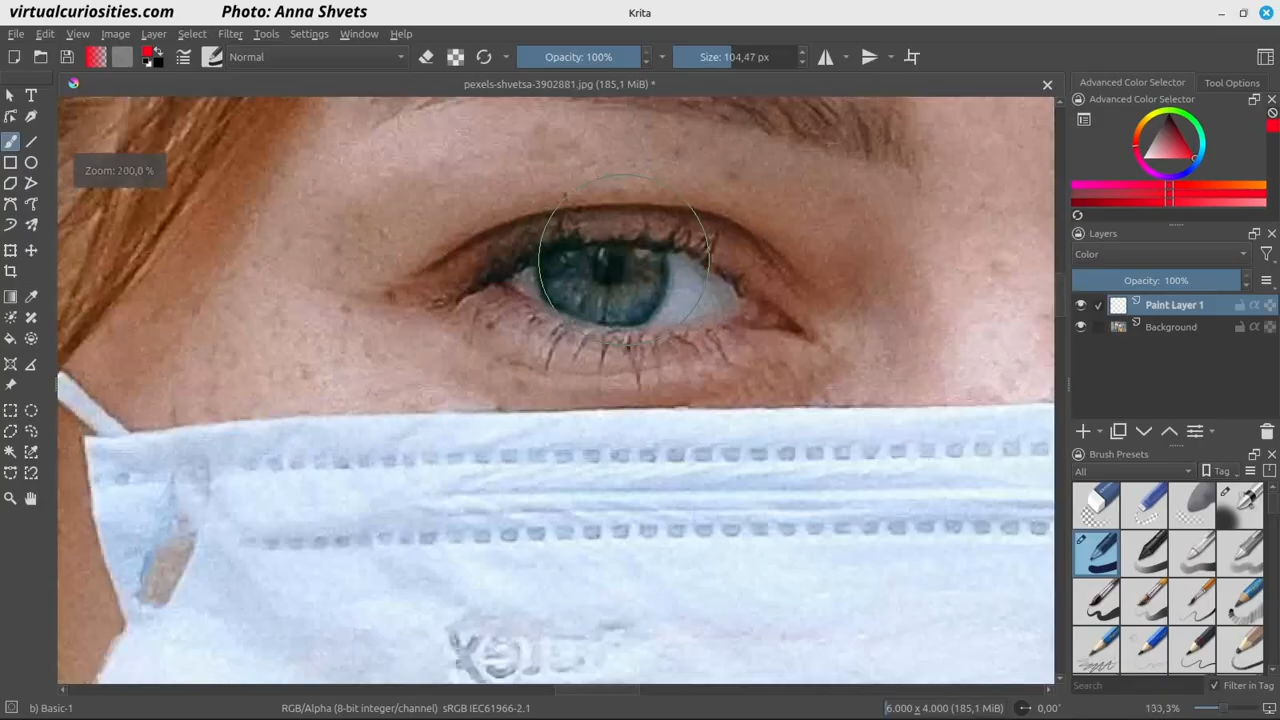 virtualcuriosities.com
Photo: Anna Shvets
Krita
File Edit View Image Layer Select Filter Tools Settings Window Help
Normal
Opacity: 100%
Size: 104,47 px
pexels-shvetsa-3902881.jpg (185,1 MiB) *
Zoom: 200,0 %
Advanced Color Selector
Tool Options
Advanced Color Selector
Layers
Color
Opacity: 100%
Paint Layer 1
Background
Brush Presets
All
Tag
Search
Filter in Tag
b) Basic-1
RGB/Alpha (8-bit integer/channel) sRGB IEC61966-2.1
6.000 x 4.000 (185,1 MiB)
0,00°
133,3%